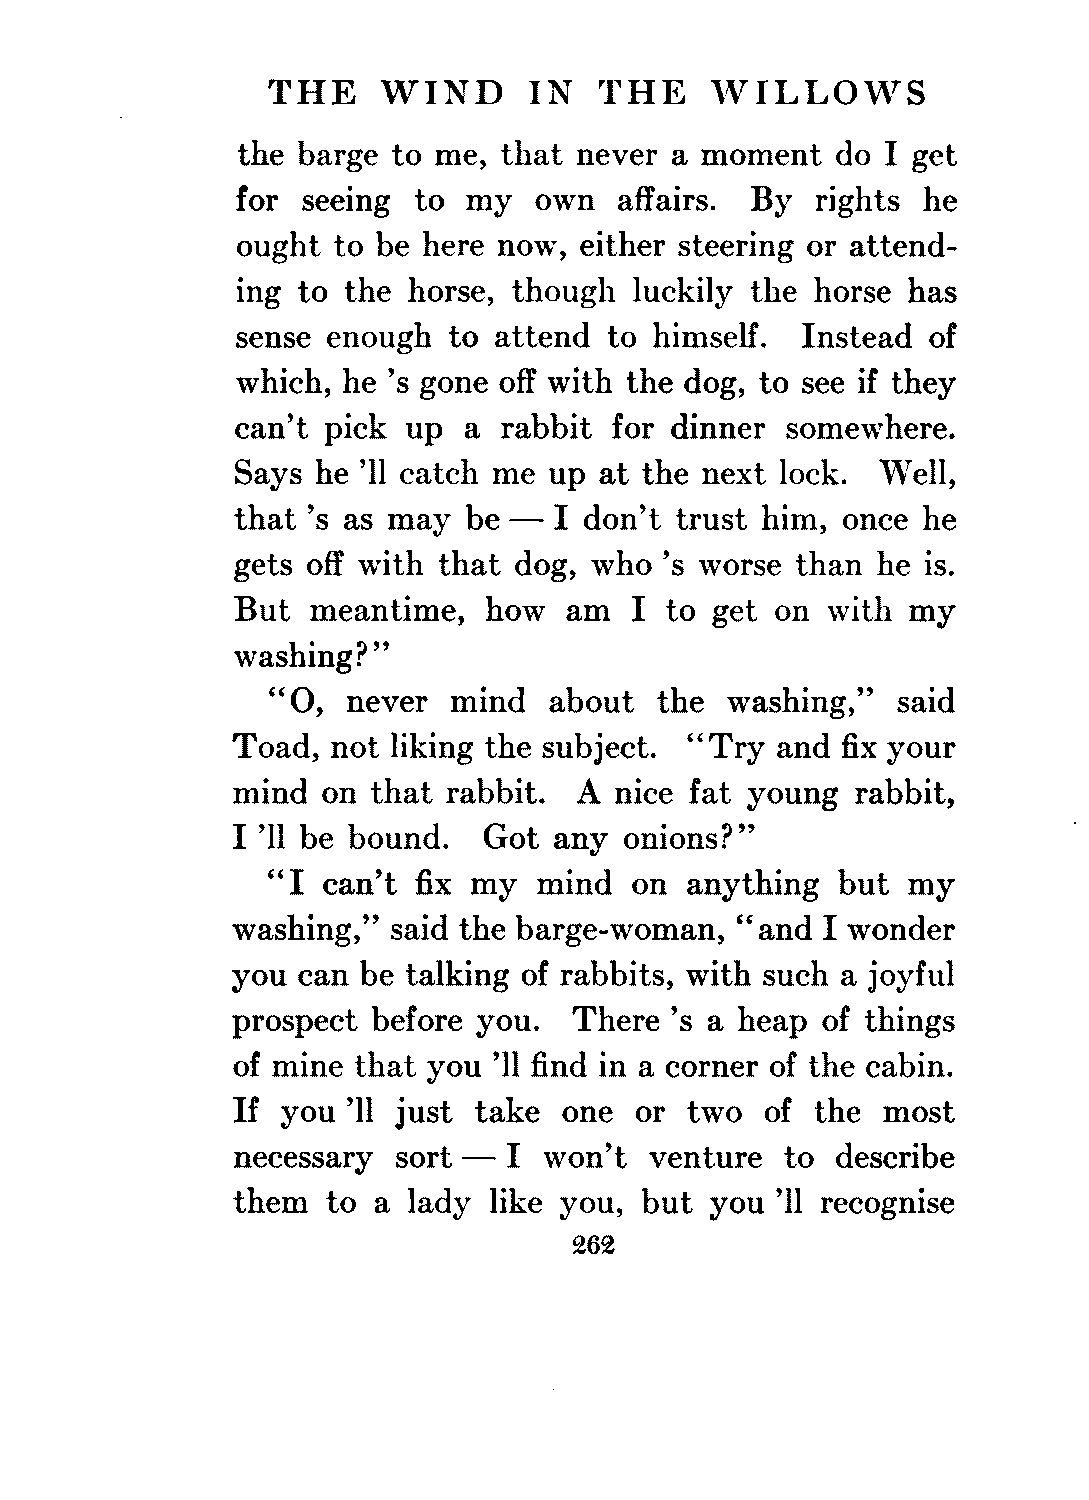 THE WIND IN THE WILLOWS
the barge to me, that never a moment do I get
for seeing to my own affairs. By rights he
ought to be here now, either steering or attend-
ing to the horse, though luckily the horse has
sense enough to attend to himself. Instead of
which, he 's gone off with the dog, to see if they
can't pick up a rabbit for dinner somewhere.
Says he 'll catch me up at the next lock. Well,
that 's as may be — I don't trust him, once he
gets off with that dog, who 's worse than he is.
But meantime, how am I to get on with my
washing?"
"O, never mind about the washing," said
Toad, not liking the subject. "Try and fix your
mind on that rabbit. A nice fat young rabbit,
I 'll be bound. Got any onions?"
"I can't fix my mind on anything but my
washing," said the barge-woman, "and I wonder
you can be talking of rabbits, with such a joyful
prospect before you. There 's a heap of things
of mine that you 'll find in a corner of the cabin.
If you 'll just take one or two of the most
necessary sort — I won't venture to describe
them to a lady like you, but you 'll recognise
262